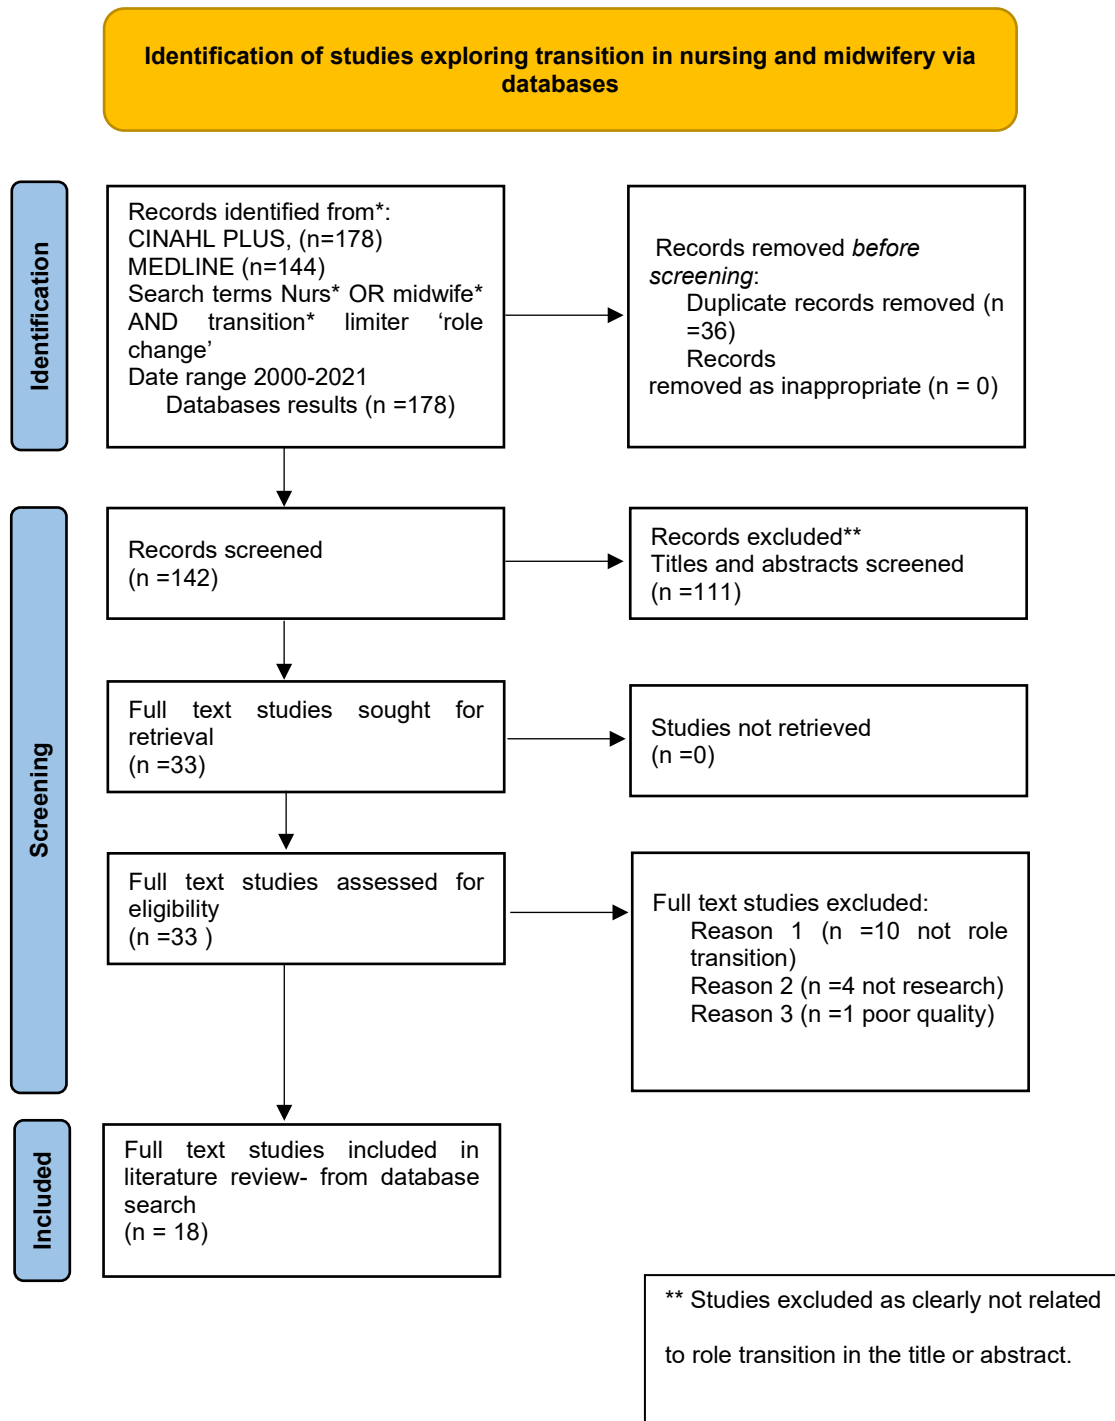 Identification of studies exploring transition in nursing and midwifery via
databases
Identification
Records identified from*:
CINAHL PLUS, (n=178)
MEDLINE (n=144)
Search terms Nurs* OR midwife*
AND transition* limiter ‘role
change’
Date range 2000-2021
Databases results (n =178)
Records removed before
screening:
Duplicate records removed (n
=36)
Records
removed as inappropriate (n = 0)
Screening
Records screened
(n =142)
Records excluded**
Titles and abstracts screened
(n =111)
Full text studies sought for
retrieval
(n =33)
Studies not retrieved
(n =0)
Full text studies assessed for
eligibility
(n =33 )
Full text studies excluded:
Reason 1 (n =10 not role
transition)
Reason 2 (n =4 not research)
Reason 3 (n =1 poor quality)
Included
Full text studies included in
literature review- from database
search
(n = 18)
** Studies excluded as clearly not related
to role transition in the title or abstract.